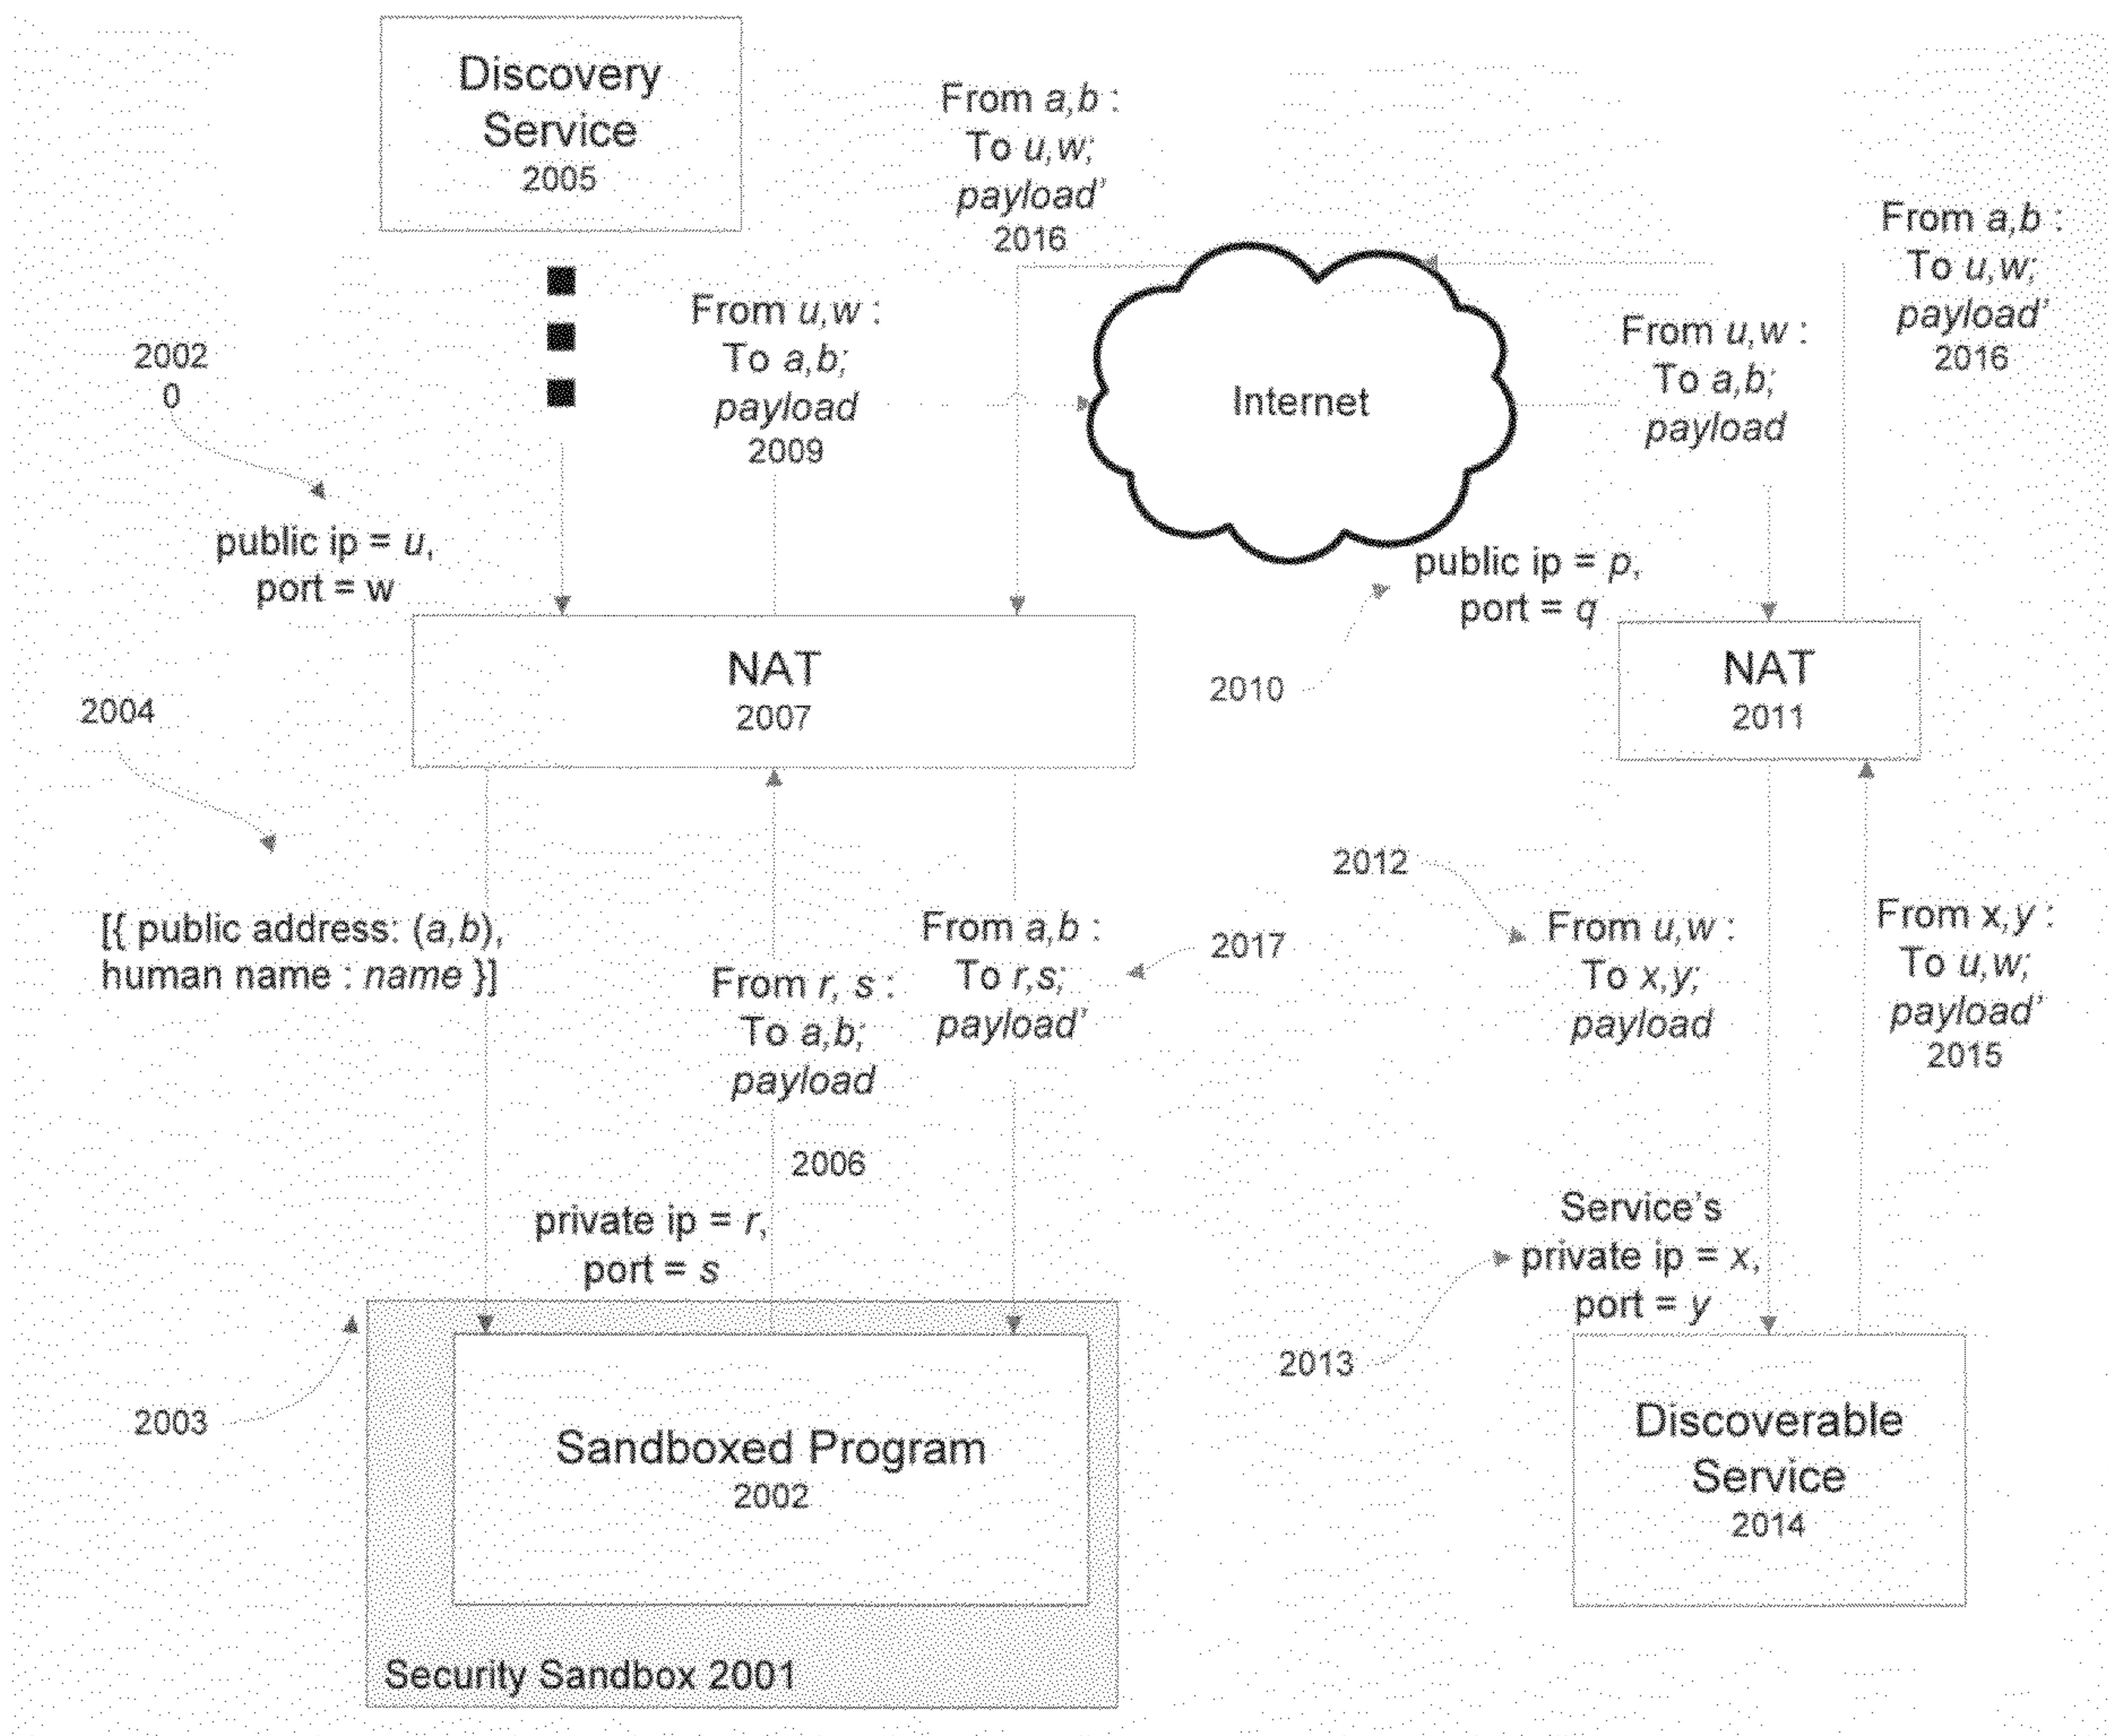 Discovery
Service
2005
From a,b :
To u,w;
payload'
2016
From a,b :
To u,w;
payload'
2016
From u,w :
To a,b;
payload
2009
2002
0
Internet
From u,w :
To a,b;
payload
public ip = u,
port = w
public ip = p,
port = q
2010
NAT
2007
NAT
2011
2004
[{ public address: (a,b),
human name : name }]
From r, s :
To a,b;
payload
2006
From a,b :
To r,s;
payload'
2017
2012
From u,w :
To x,y;
payload
From x,y :
To u,w;
payload'
2015
private ip = r,
port = s
Service's
private ip = x,
port = y
2013
2003
Sandboxed Program
2002
Security Sandbox 2001
Discoverable
Service
2014